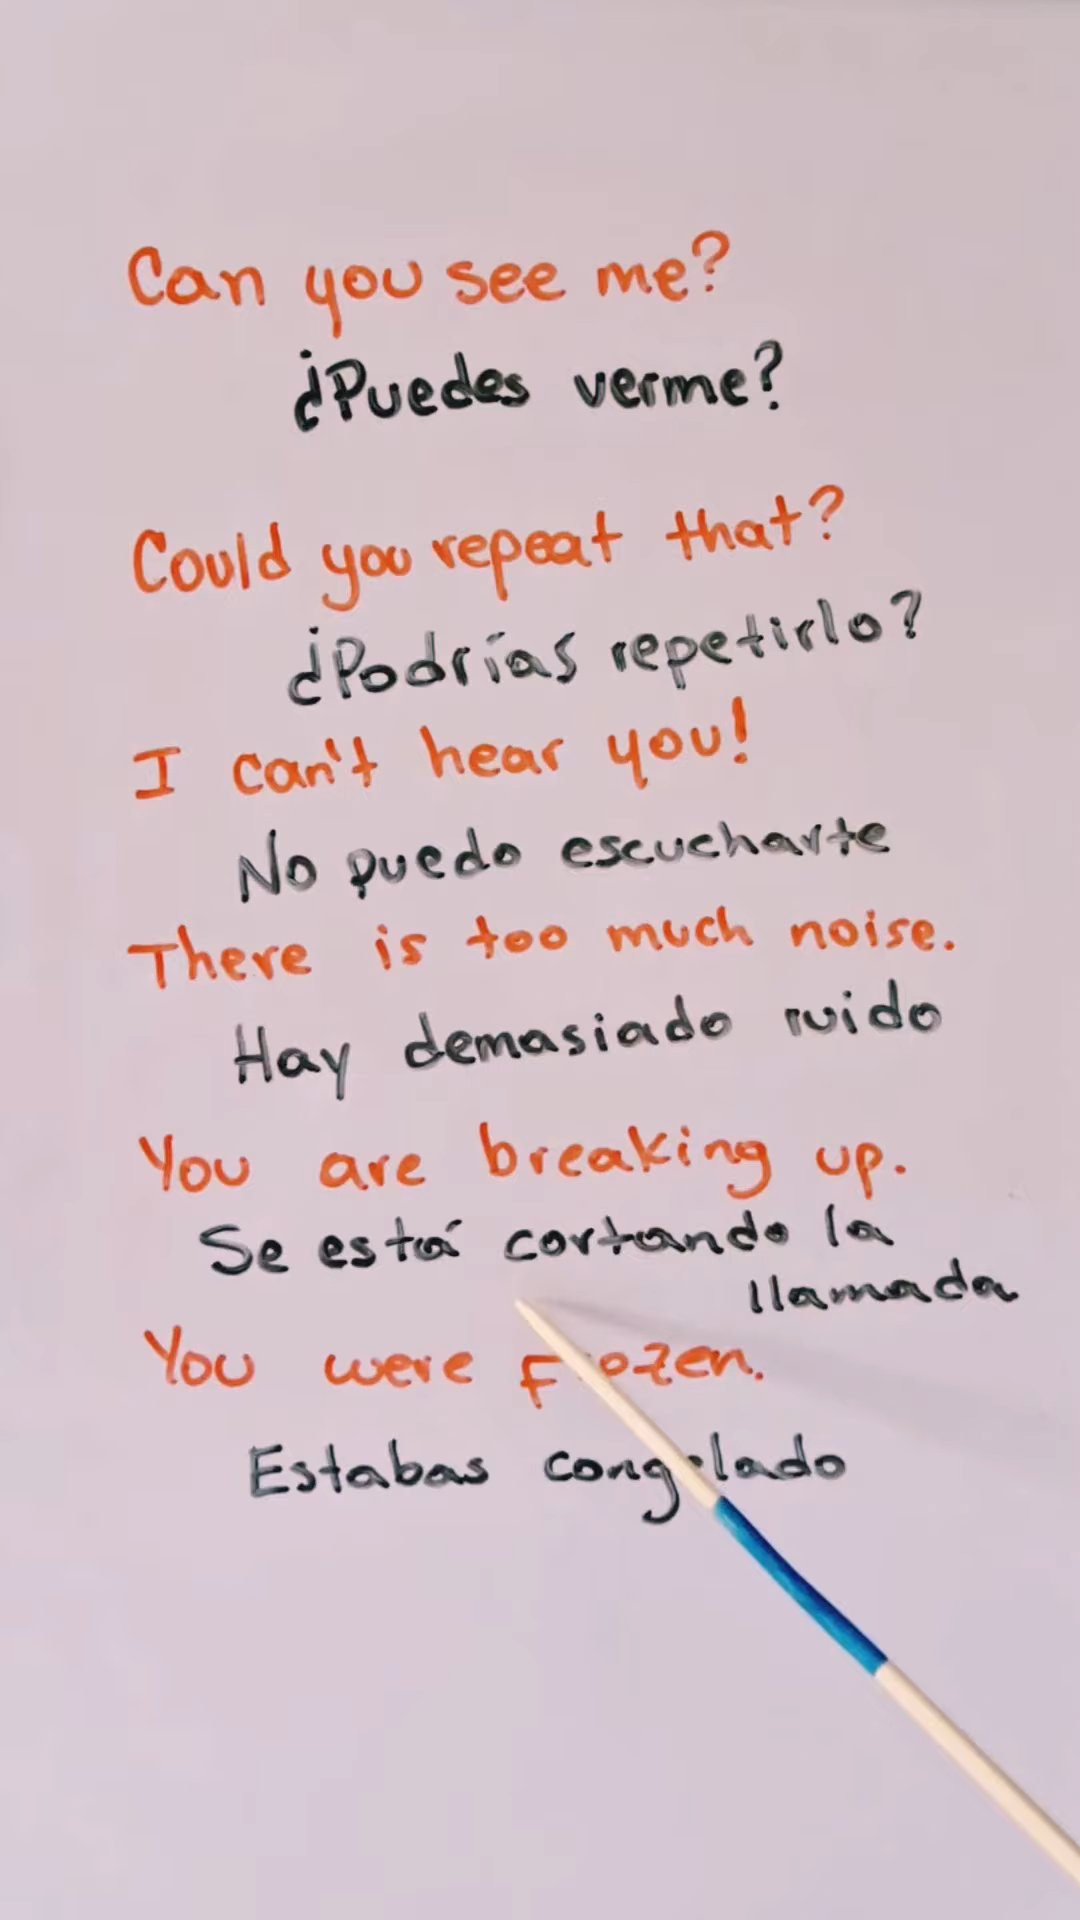 Can you see me?
¿Puedes verme?
Could you repeat that?
¿Podrías repetirlo?
I can't hear you!
No puedo escucharte
There is too much noise.
Hay demasiado ruido
You are breaking up.
Se está cortando la
llamada
You were frozen.
Estabas congelado